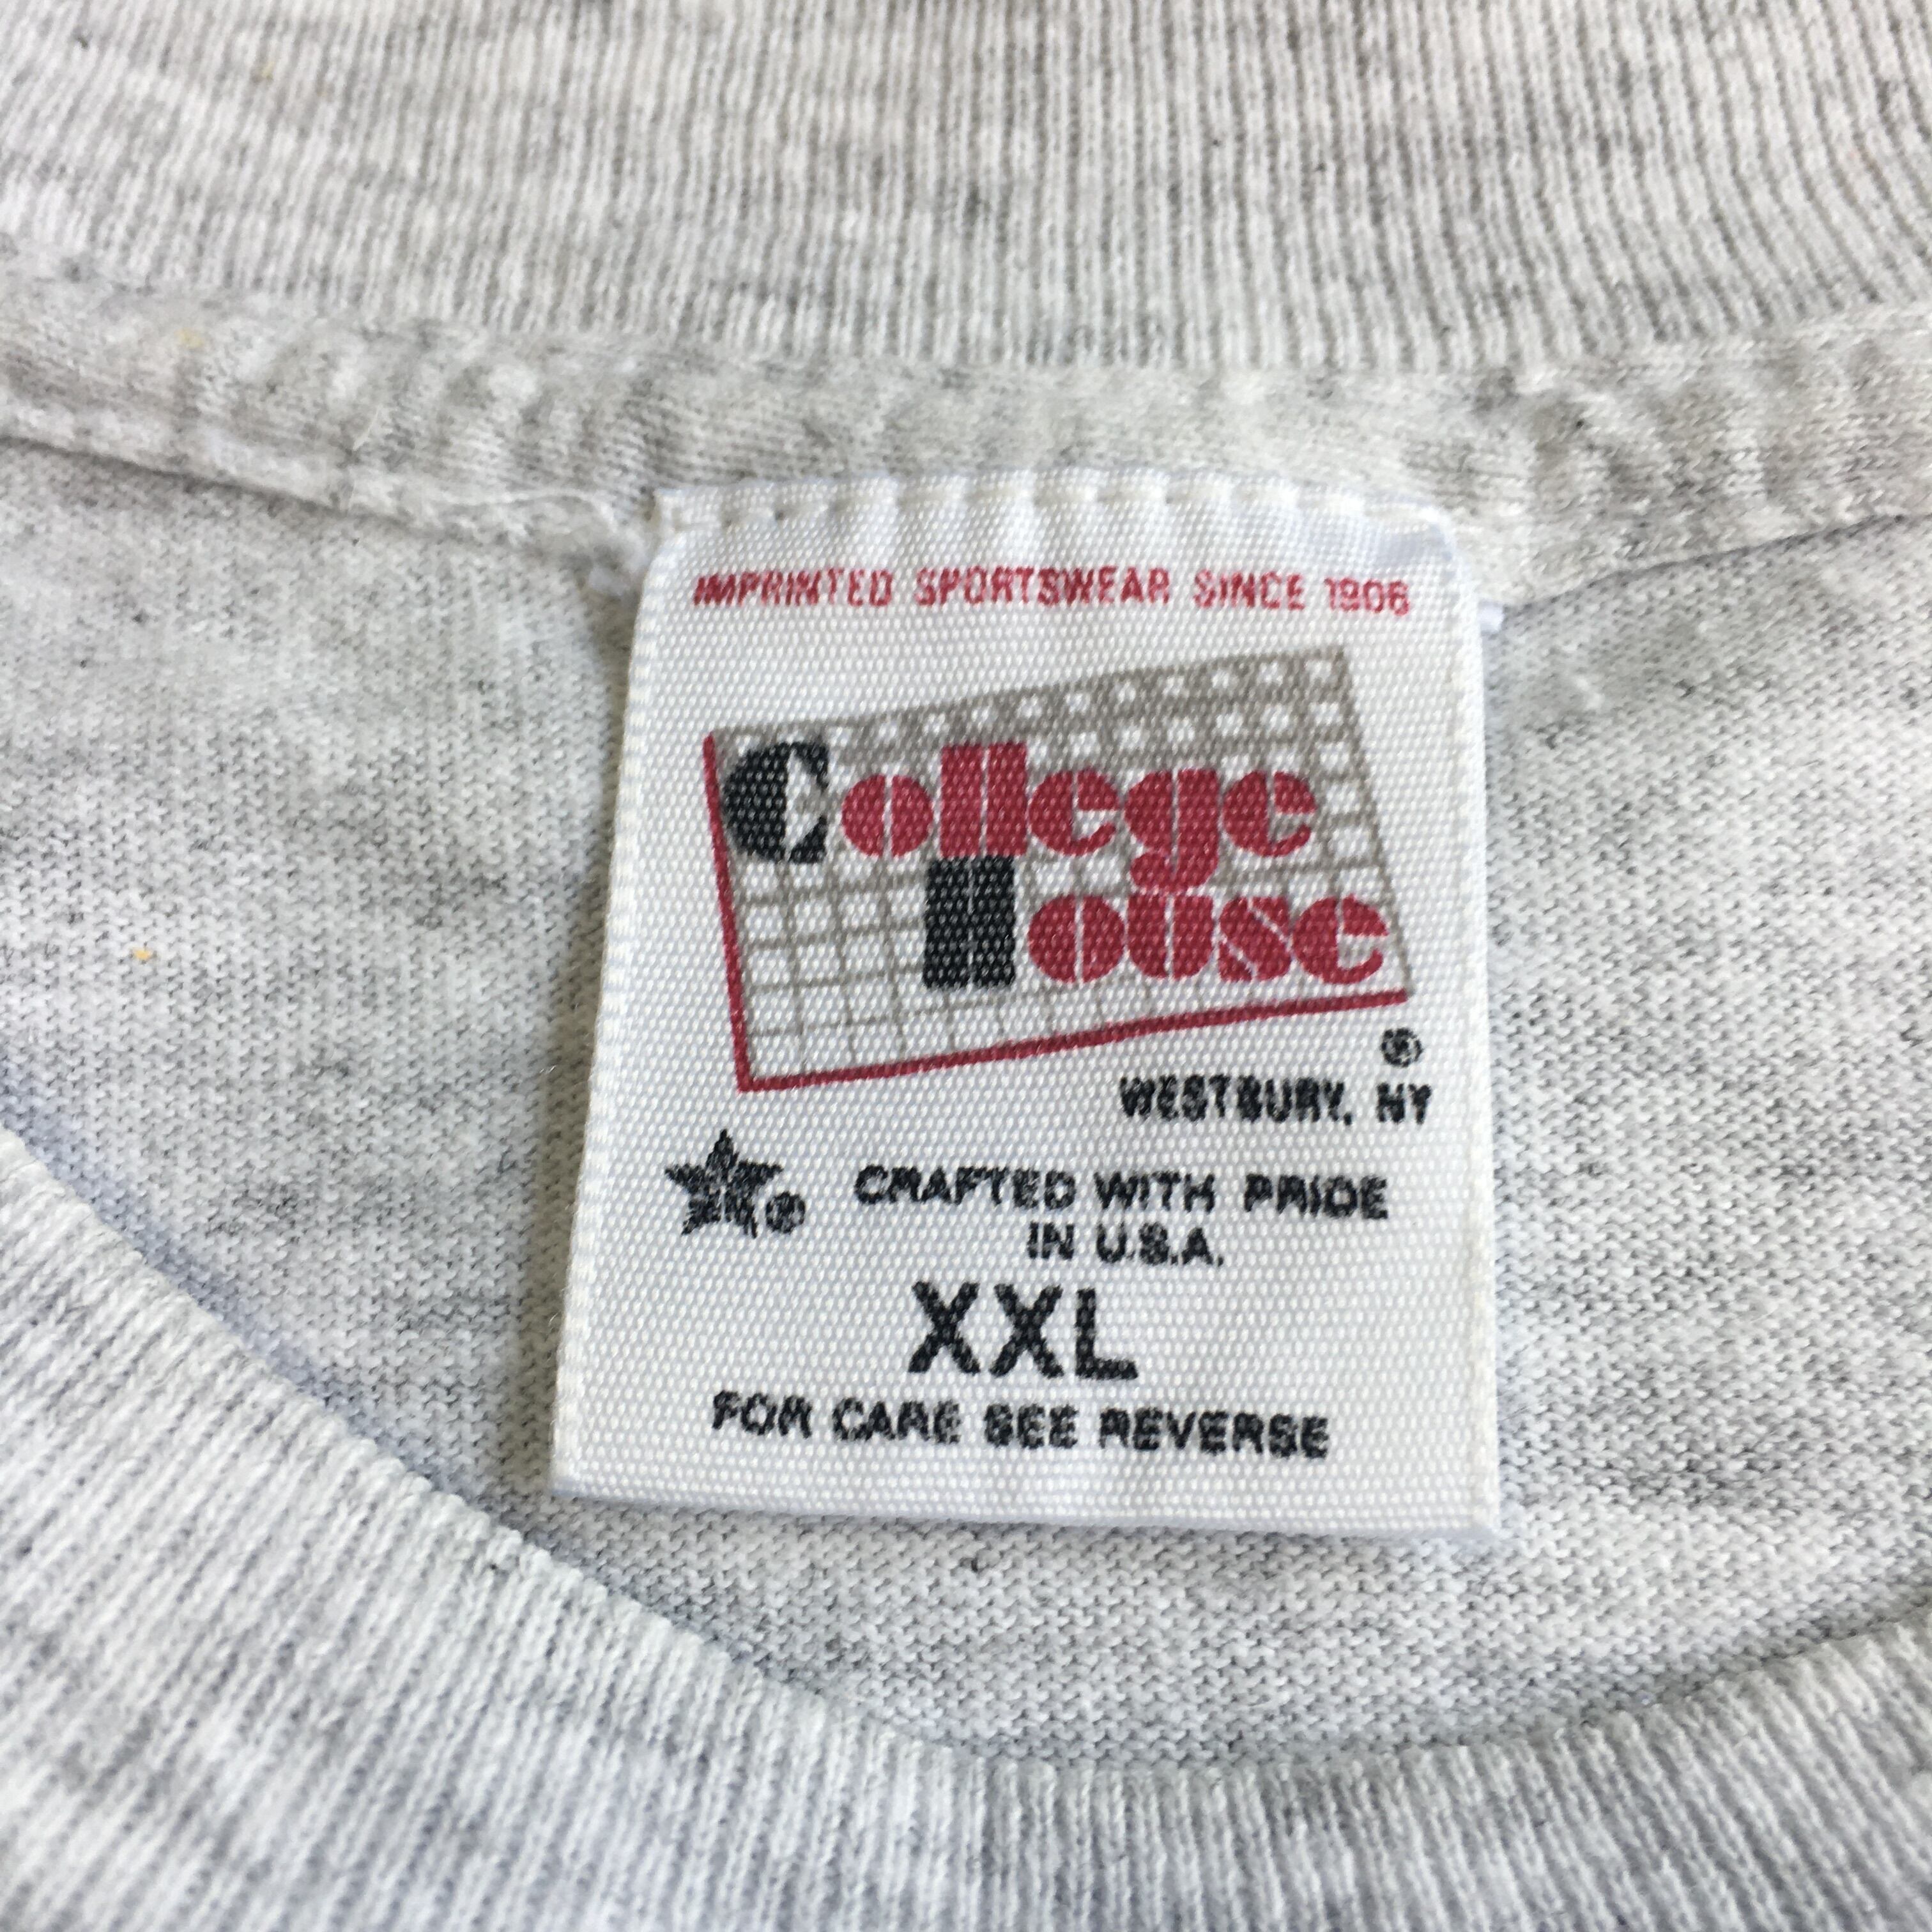 IMPRINTED SPORTSWEAR SINCE 1906
College
House
®
WESTBURY, NY
® CRAFTED WITH PRIDE
IN U.S.A.
XXL
FOR CARE SEE REVERSE